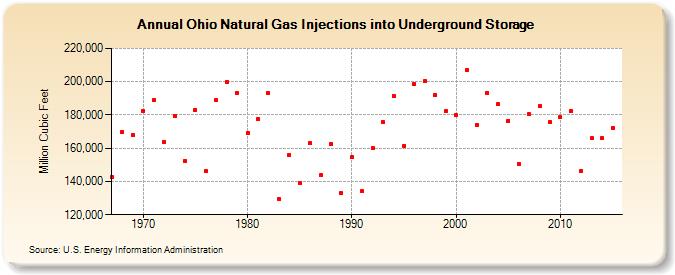 Annual Ohio Natural Gas Injections into Underground Storage
Million Cubic Feet
220,000
200,000
180,000
160,000
140,000
120,000
1970 1980 1990 2000 2010
Source: U.S. Energy Information Administration